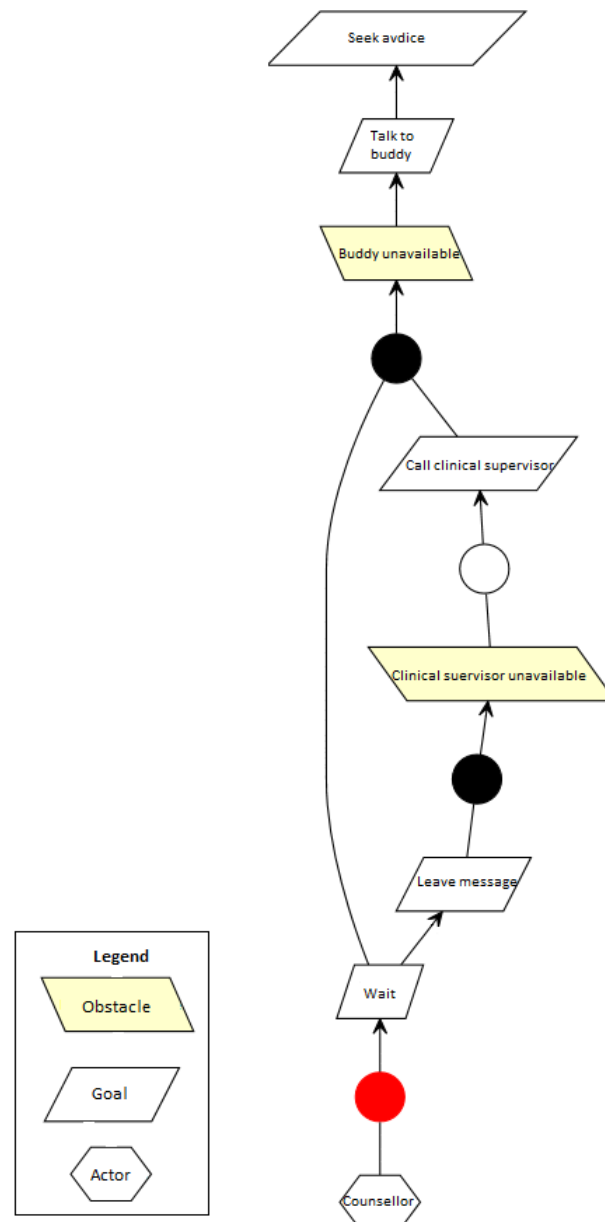 Seek avdice
Talk to
buddy
Buddy unavailable
Call clinical supervisor
Clinical suervisor unavailable
Leave message
Wait
Counsellor
Legend
Obstacle
Goal
Actor